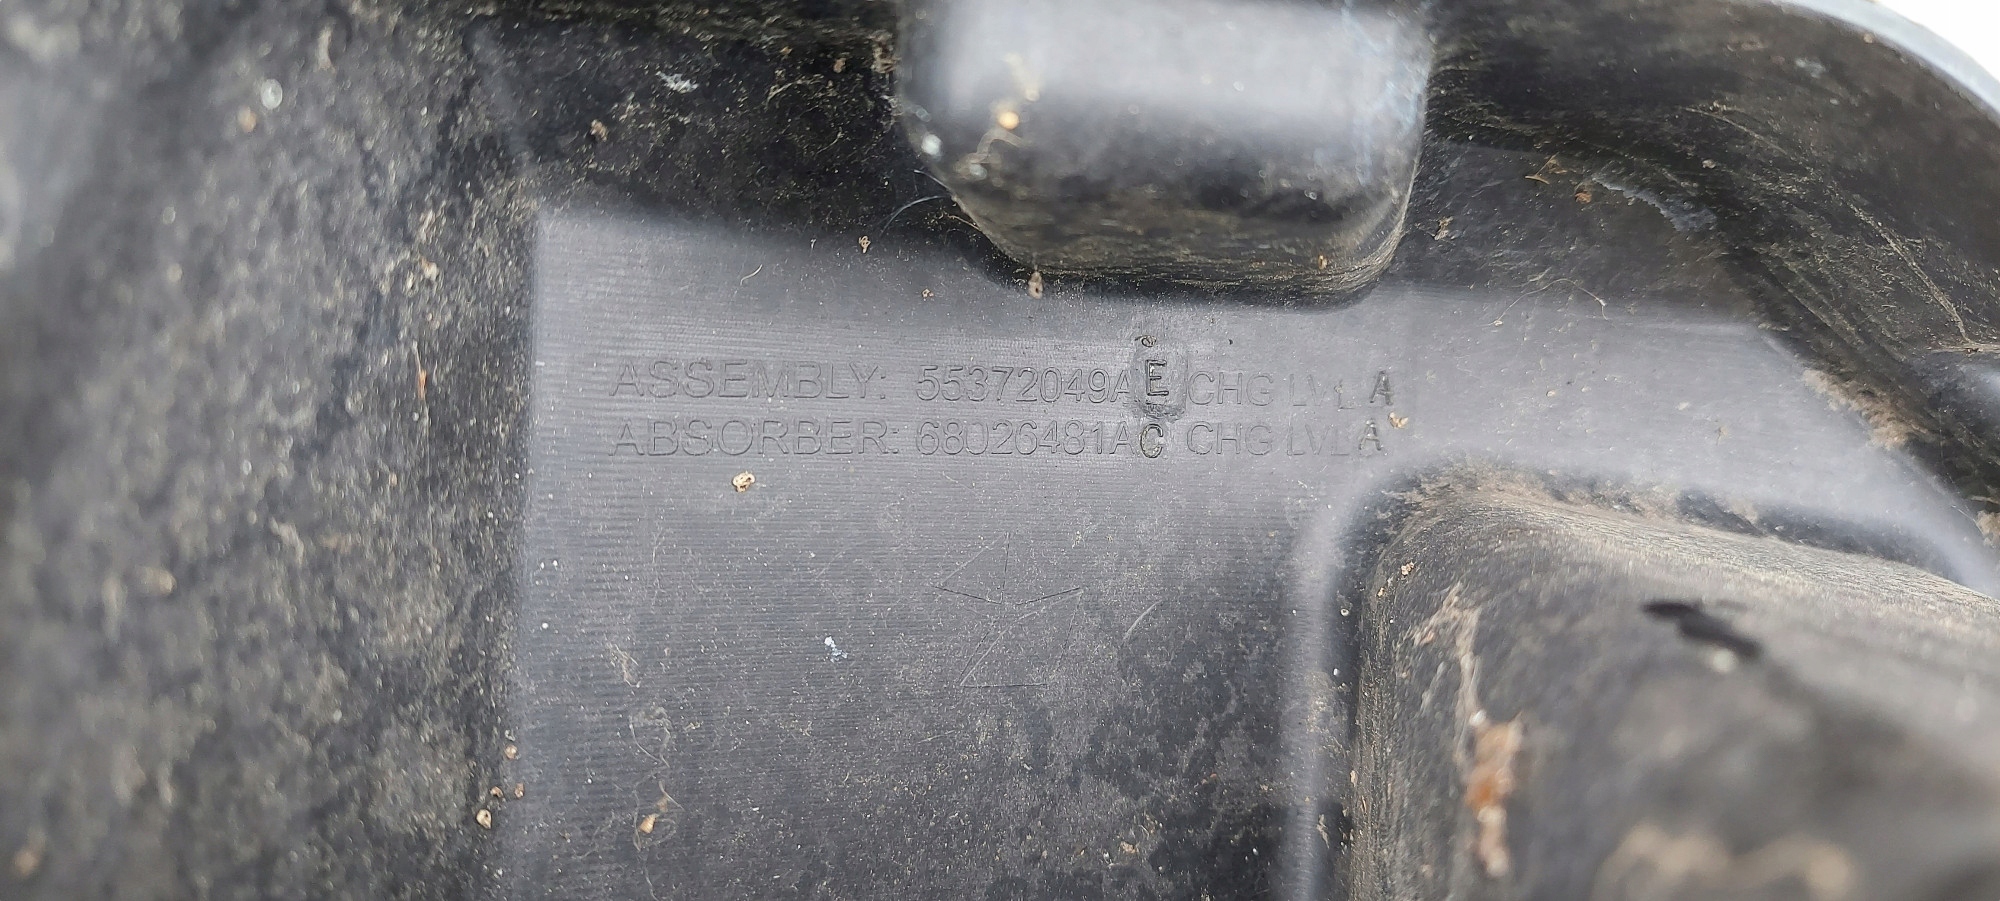 ASSEMBLY: 55372049AE CHG LVL A
ABSORBER: 68026481AC CHG LVL A